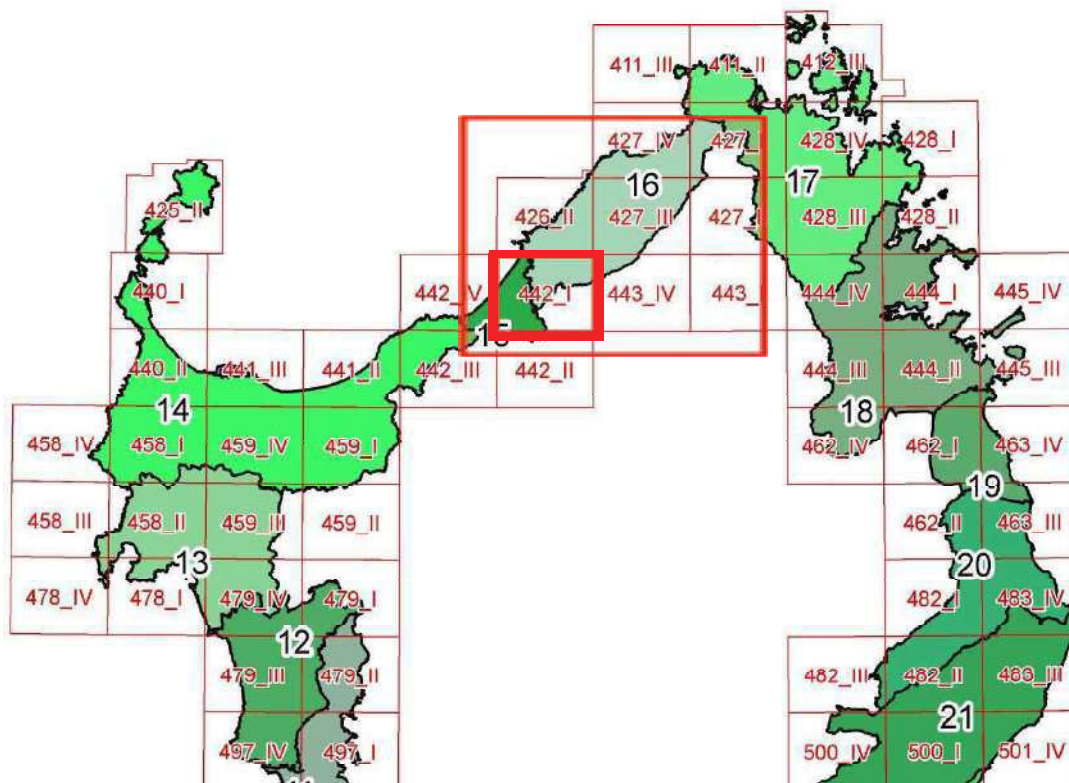 411_III 411_II 412_III
427_IV 427_I 428_IV 428_I
16 17
425_II 426_II 427_III 427_I 428_III 428_II
440_I 442_IV 442_I 443_IV 443_I 444_IV 444_I 445_IV
15
440_II 441_III 441_II 442_III 442_II 444_III 444_II 445_III
14 18
458_IV 458_I 459_IV 459_I 462_IV 462_I 463_IV
19
458_III 458_II 459_III 459_II 462_II 463_III
13 20
478_IV 478_I 479_IV 479_I 482_I 483_IV
12
479_III 479_II 482_III 482_II 483_III
21
497_IV 497_I 500_IV 500_I 501_IV